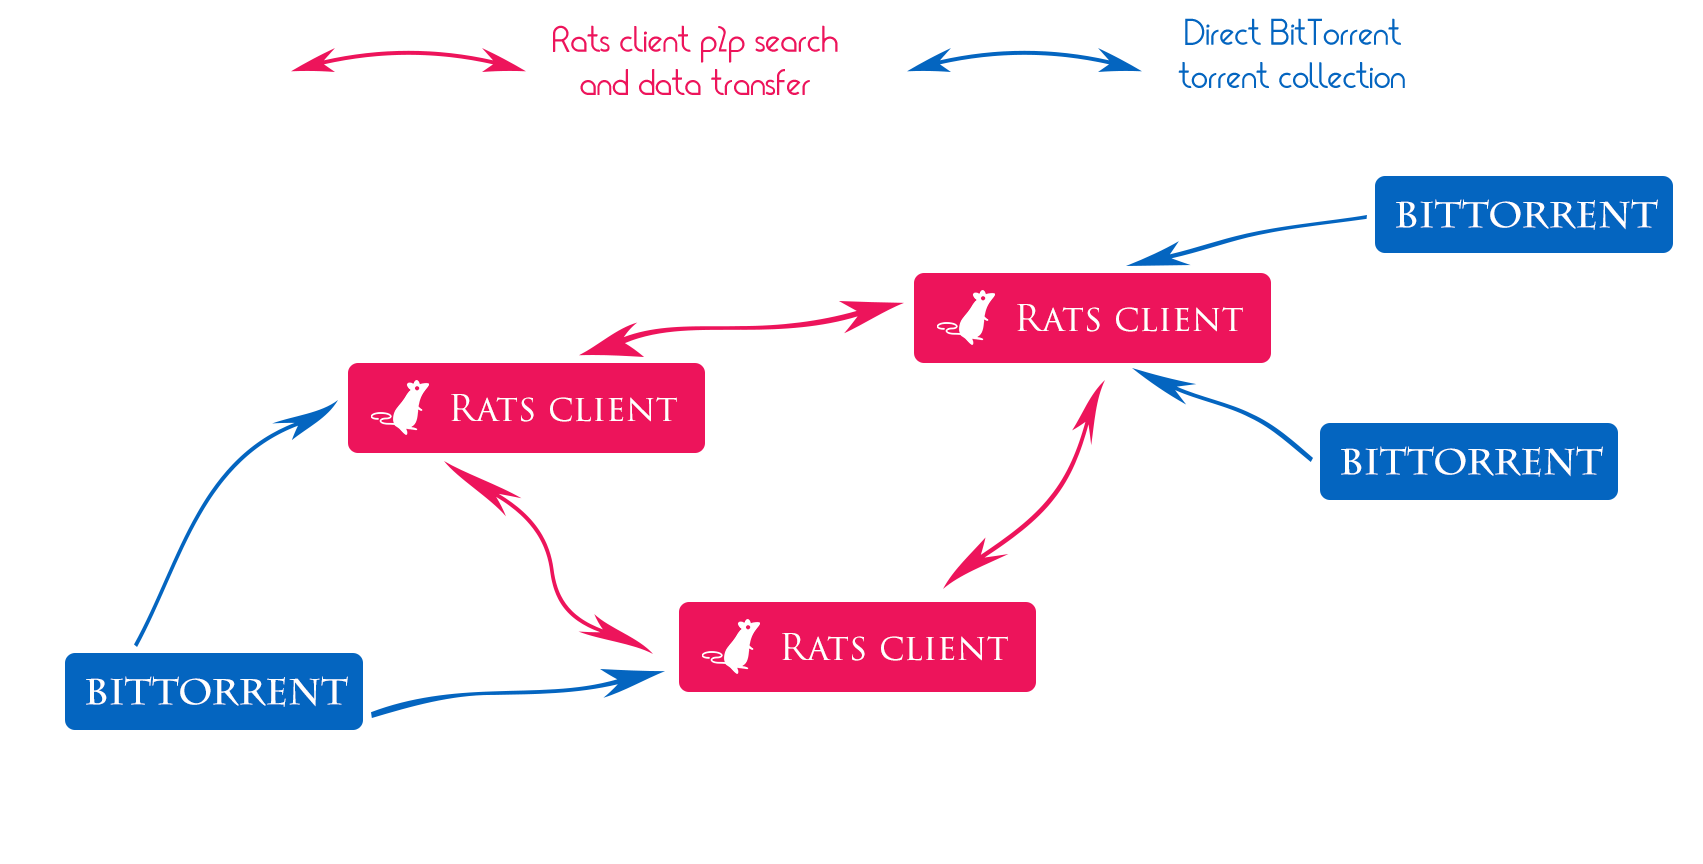 Rats client p2p search
and data transfer
Direct BitTorrent
torrent collection
BITTORRENT
RATS CLIENT
RATS CLIENT
BITTORRENT
RATS CLIENT
BITTORRENT